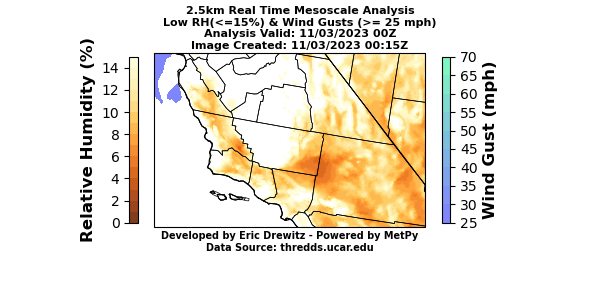 2.5km Real Time Mesoscale Analysis
Low RH(<=15%) & Wind Gusts (>= 25 mph)
Analysis Valid: 11/03/2023 00Z
Image Created: 11/03/2023 00:15Z
Relative Humidity (%)
14
12
10
8
6
4
2
0
70
65
60
55
50
45
40
35
30
25
Wind Gust (mph)
Developed by Eric Drewitz - Powered by MetPy
Data Source: thredds.ucar.edu